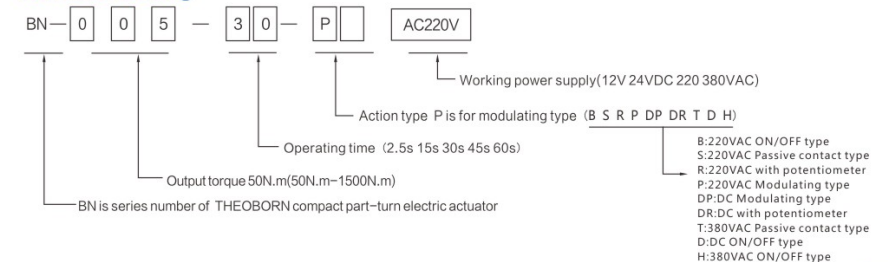 BN—0 0 5 — 3 0— P AC220V
Working power supply(12V 24VDC 220 380VAC)
Action type P is for modulating type (B S R P DP DR T D H)
Operating time (2.5s 15s 30s 45s 60s)
Output torque 50N.m(50N.m-1500N.m)
BN is series number of THEOBORN compact part-turn electric actuator
B:220VAC ON/OFF type
S:220VAC Passive contact type
R:220VAC with potentiometer
P:220VAC Modulating type
DP:DC Modulating type
DR:DC with potentiometer
T:380VAC Passive contact type
D:DC ON/OFF type
H:380VAC ON/OFF type